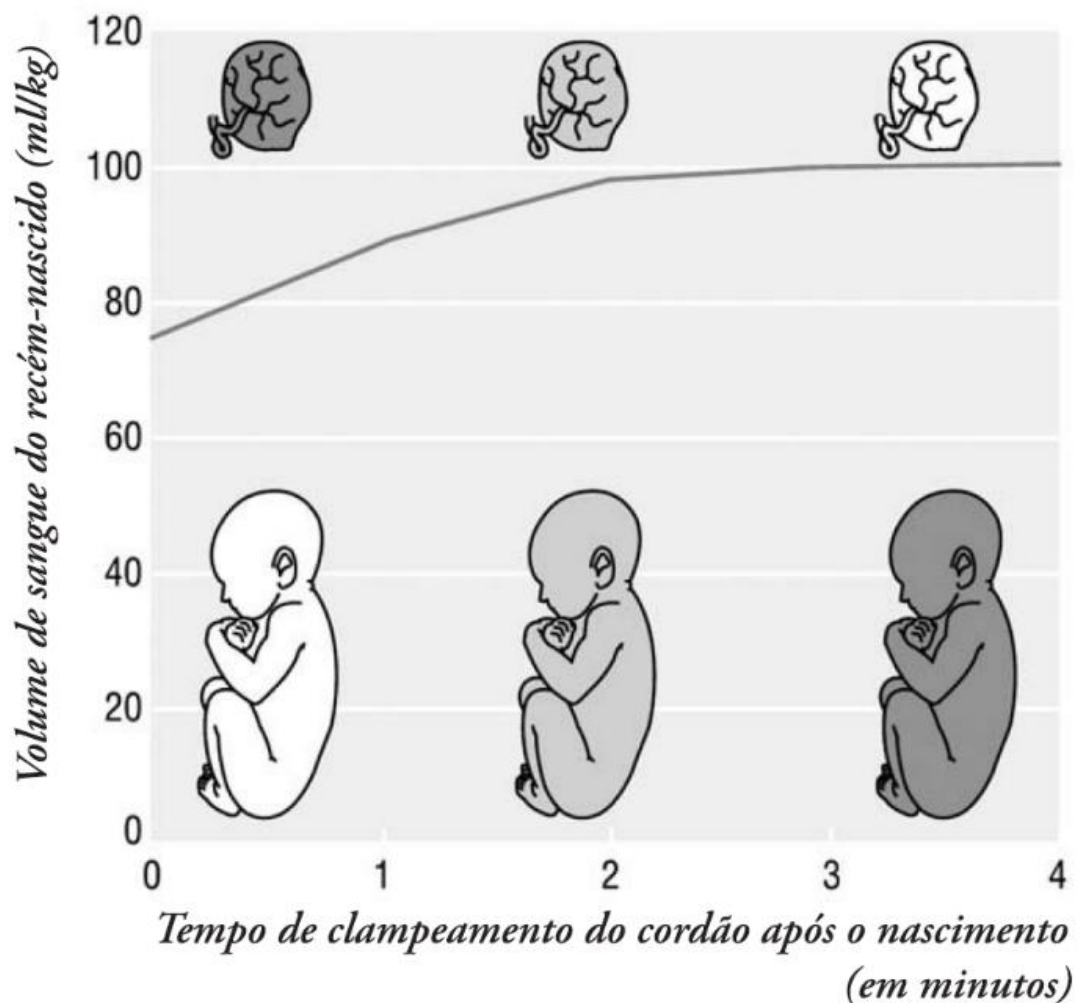 Volume de sangue do recém-nascido (ml/kg)
120
100
80
60
40
20
0
0 1 2 3 4
Tempo de clampeamento do cordão após o nascimento
(em minutos)